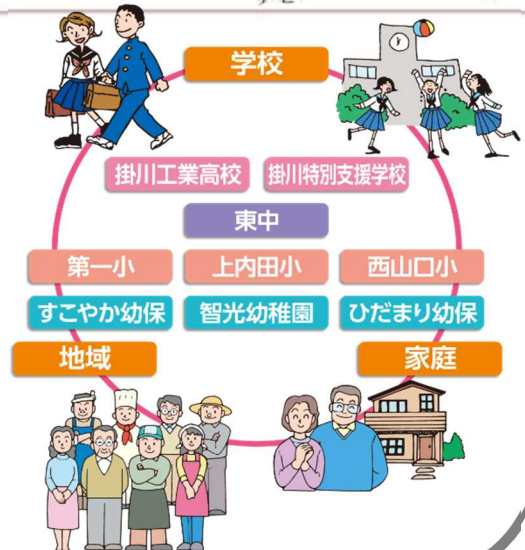 学校
掛川工業高校 掛川特別支援学校
東中
第一小 上内田小 西山口小
すこやか幼保 智光幼稚園 ひだまり幼保
地域 家庭